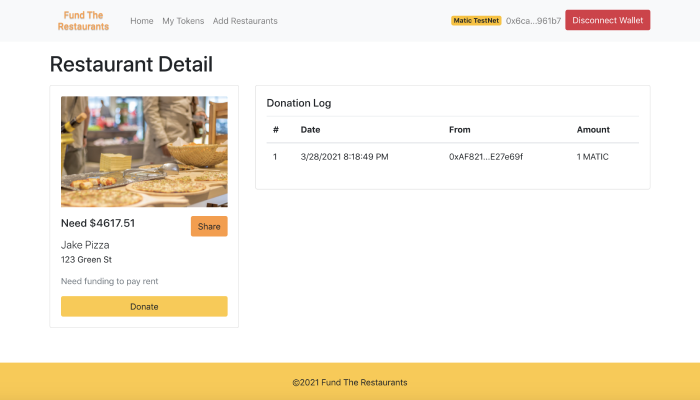 Fund The
Restaurants
Home
My Tokens
Add Restaurants
Matic TestNet
0x6ca...961b7
Disconnect Wallet
Restaurant Detail
Need $4617.51
Share
Jake Pizza
123 Green St
Need funding to pay rent
Donate
Donation Log
# Date From Amount
1 3/28/2021 8:18:49 PM 0xAF821...E27e69f 1 MATIC
©2021 Fund The Restaurants